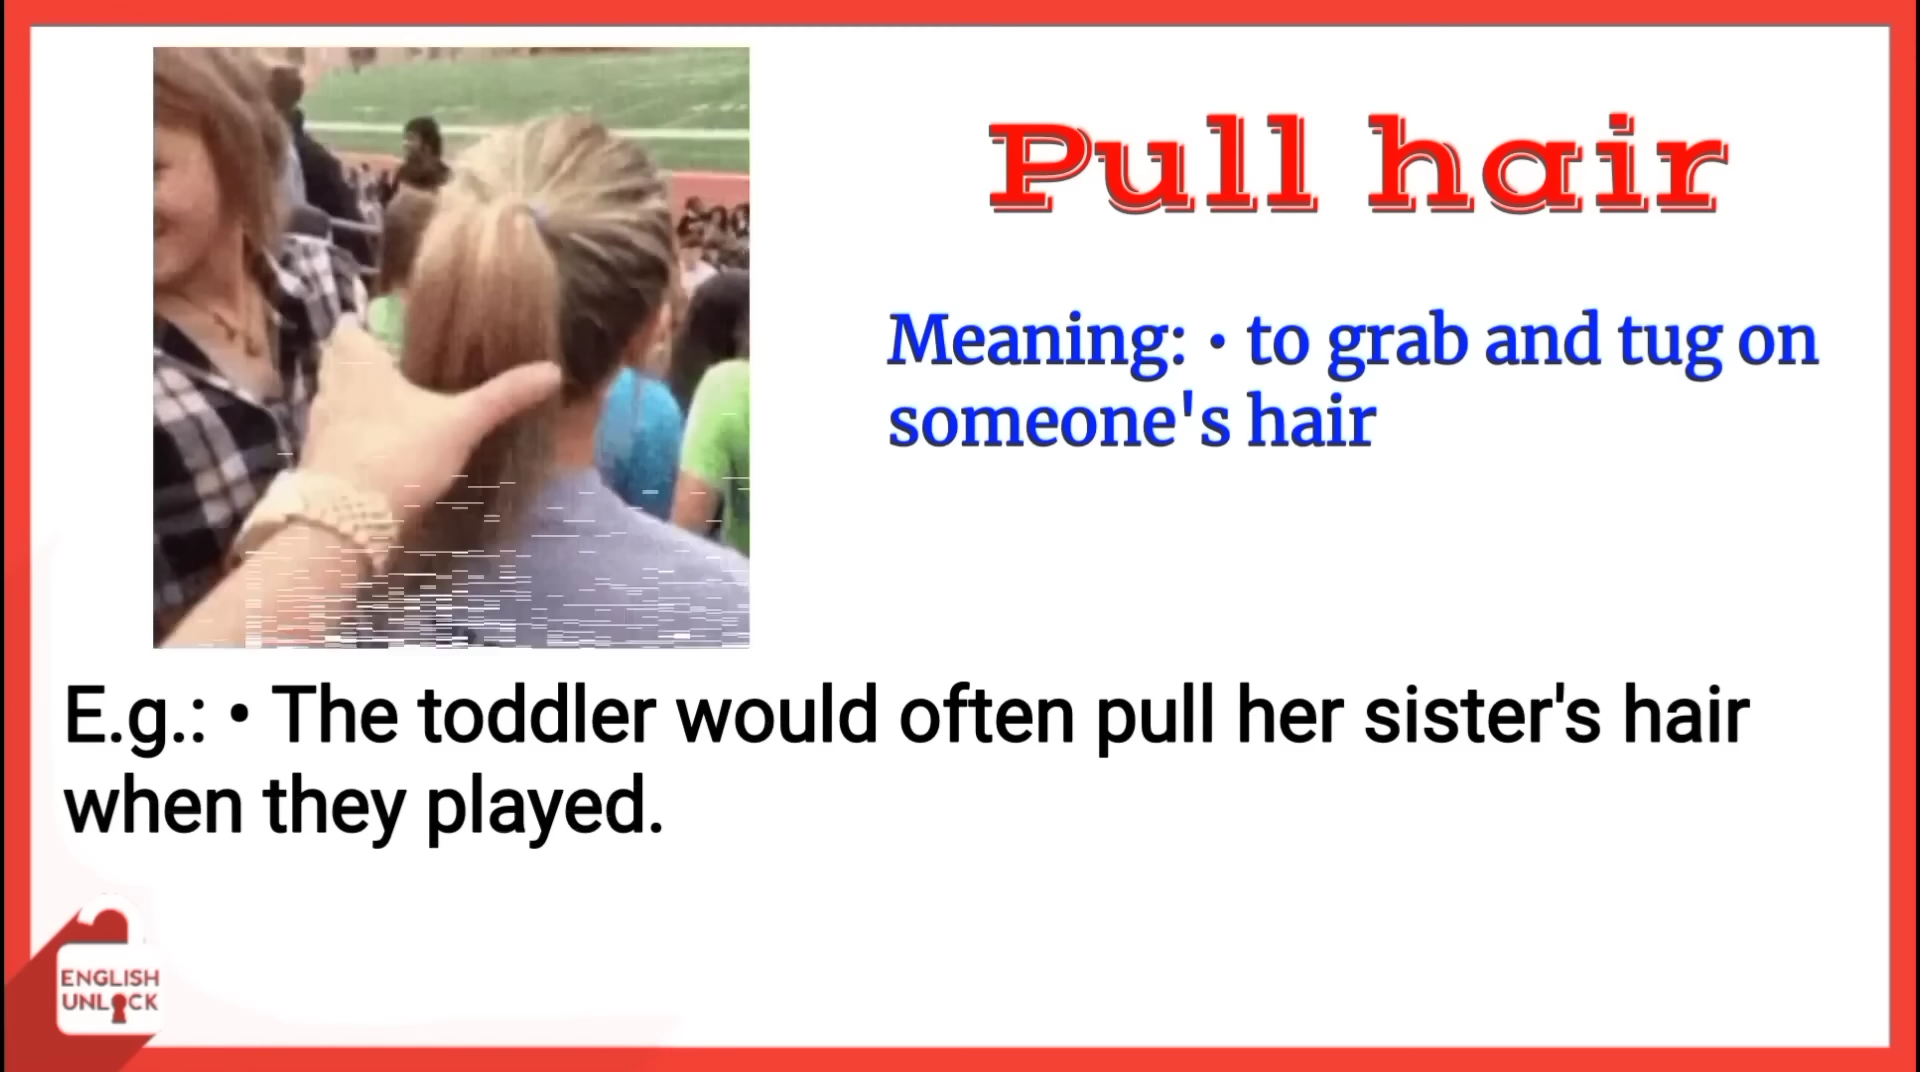 Pull hair
Meaning: • to grab and tug on
someone's hair
E.g.: • The toddler would often pull her sister's hair
when they played.
ENGLISH
UNLOCK